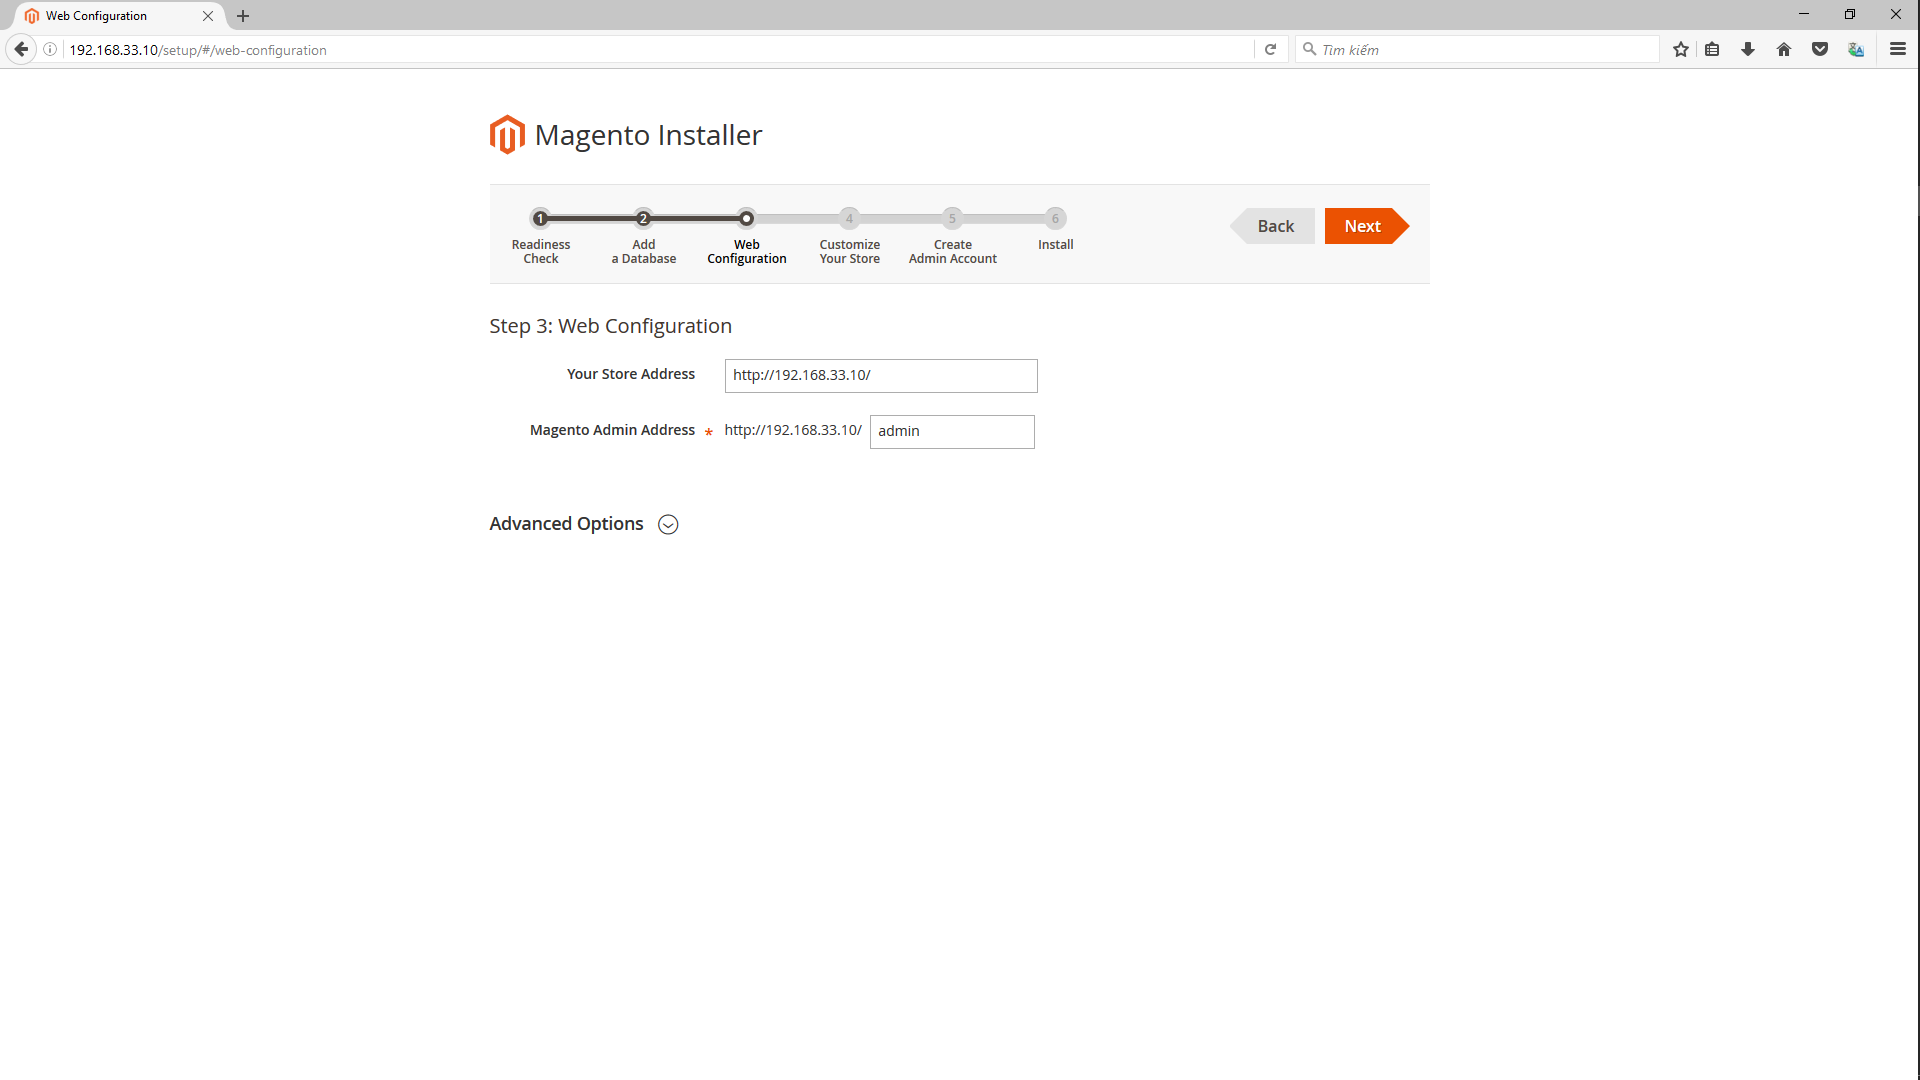 Web Configuration
192.168.33.10/setup/#/web-configuration
Tìm kiếm
Magento Installer
1 2 4 5 6
Readiness Check
Add a Database
Web Configuration
Customize Your Store
Create Admin Account
Install
Back
Next
Step 3: Web Configuration
Your Store Address http://192.168.33.10/
Magento Admin Address * http://192.168.33.10/ admin
Advanced Options